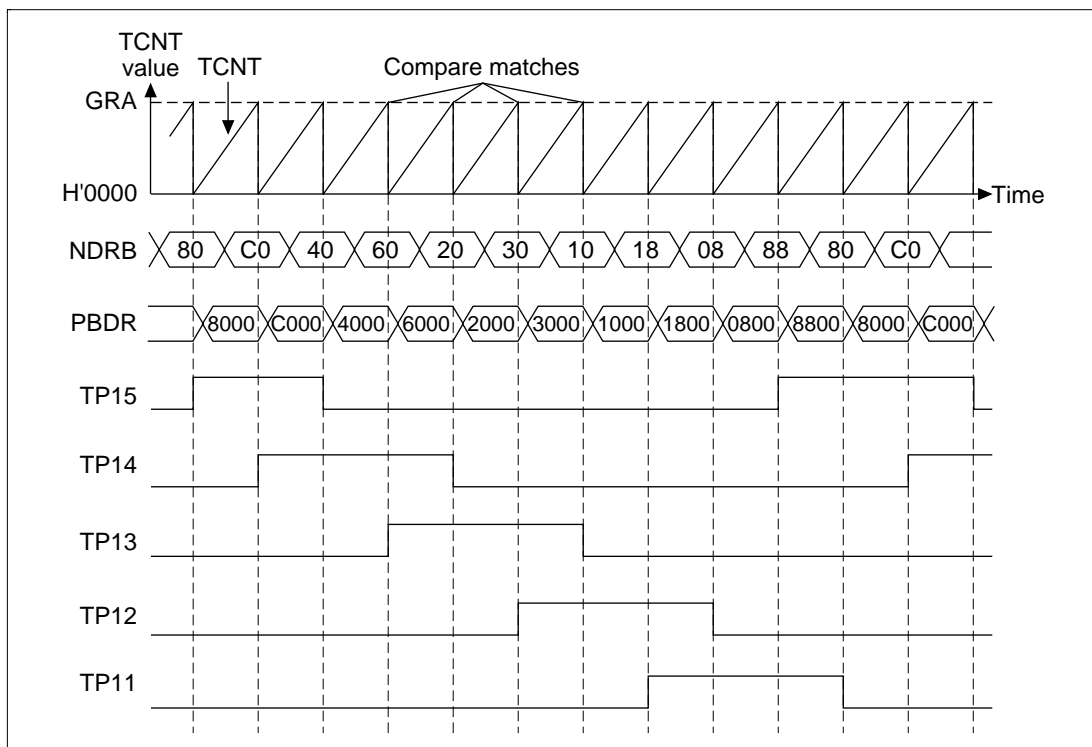 TCNT
value
TCNT
Compare matches
GRA
H'0000
Time
NDRB 80 C0 40 60 20 30 10 18 08 88 80 C0
PBDR 8000 C000 4000 6000 2000 3000 1000 1800 0800 8800 8000 C000
TP15
TP14
TP13
TP12
TP11